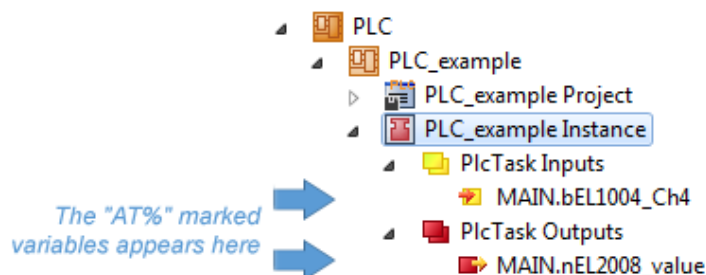 PLC
PLC_example
PLC_example Project
PLC_example Instance
PlcTask Inputs
MAIN.bEL1004_Ch4
PlcTask Outputs
MAIN.nEL2008_value
The "AT%" marked
variables appears here